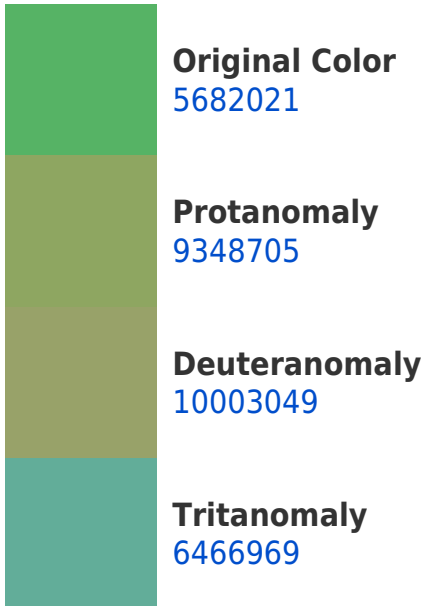 Original Color
5682021
Protanomaly
9348705
Deuteranomaly
10003049
Tritanomaly
6466969